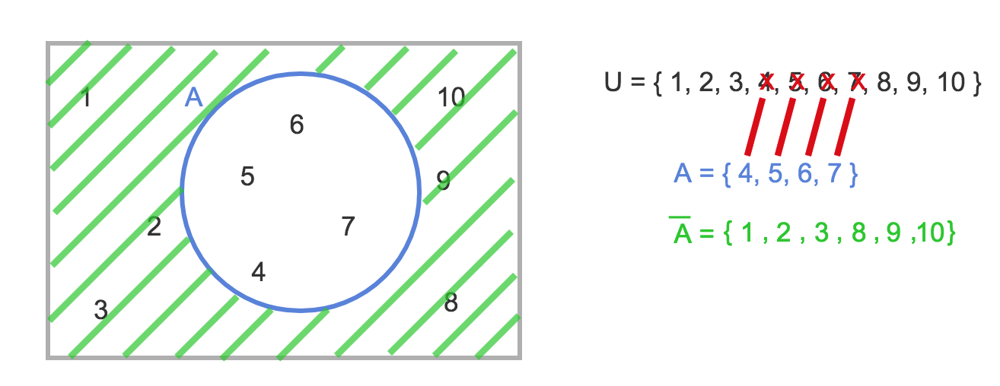 1
A
10
6
5
9
2
7
4
3
8
U = { 1, 2, 3, 4, 5, 6, 7, 8, 9, 10 }
x x x x
A = { 4, 5, 6, 7 }
A̅ = { 1 , 2 , 3 , 8 , 9 ,10}